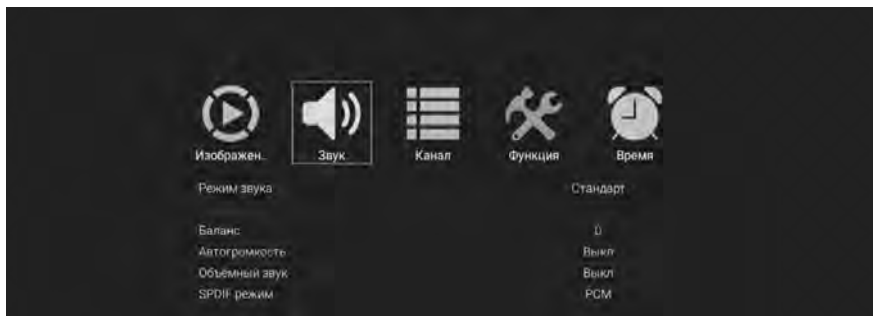 Изображен..
Звук
Канал
Функция
Время
Режим звука Стандарт
Баланс 0
Автогромкость Выкл
Объемный звук Выкл
SPDIF режим PCM